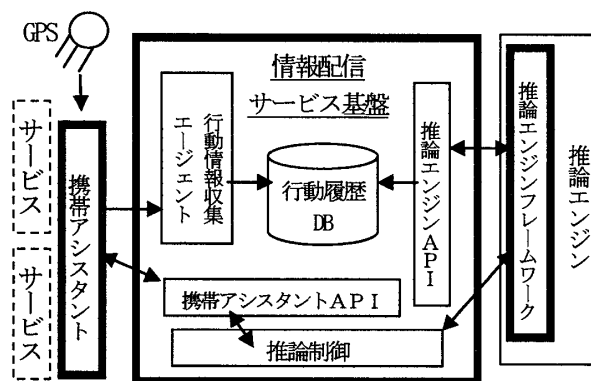 GPS
サービス
サービス
携帯アシスタント
情報配信
サービス基盤
行動情報収集
エージェント
行動履歴
DB
推論エンジンAPI
携帯アシスタントAPI
推論制御
推論エンジンフレームワーク
推論エンジン